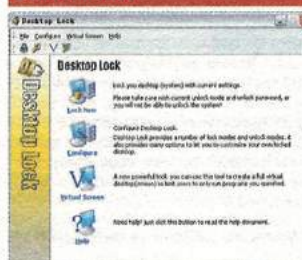 Desktop Lock
File Configure Virtual Screen Help
Desktop Lock
Desktop Lock
Lock you desktop (system) with current settings.
Please take care with current unlock mode and unlock password, or
you will not be able to unlock the system!
Lock Now
Configure Desktop Lock.
Desktop Lock provides a number of lock modes and unlock modes. It
also provides many options to let you to customize your own locked
desktop.
Configure
A new powerful tool: you can use this tool to create a full virtual
desktop(screen) to limit users to only run programs you specified.
Virtual Screen
Need help? Just click this button to read the help document.
Help